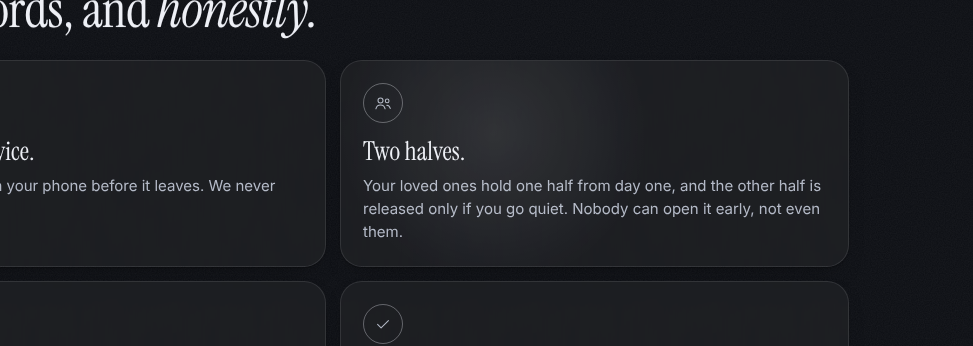 ords, and honestly.
vice.
your phone before it leaves. We never
Two halves.
Your loved ones hold one half from day one, and the other half is
released only if you go quiet. Nobody can open it early, not even
them.